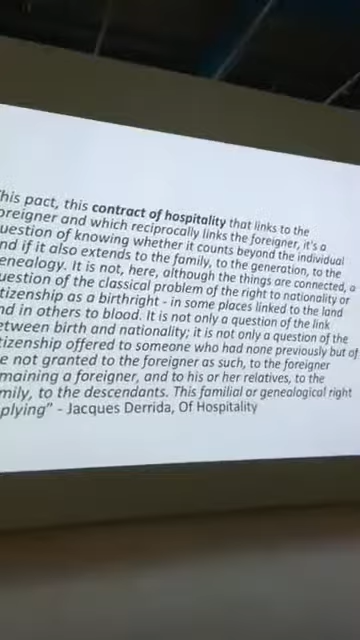 his pact, this contract of hospitality that links to the
oreigner and which reciprocally links the foreigner, it's a
uestion of knowing whether it counts beyond the individual
nd if it also extends to the family, to the generation, to the
enealogy. It is not, here, although the things are connected, a
uestion of the classical problem of the right to nationality or
tizenship as a birthright - in some places linked to the land
nd in others to blood. It is not only a question of the link
etween birth and nationality; it is not only a question of the
tizenship offered to someone who had none previously but of
e not granted to the foreigner as such, to the foreigner
maining a foreigner, and to his or her relatives, to the
mily, to the descendants. This familial or genealogical right
plying" - Jacques Derrida, Of Hospitality